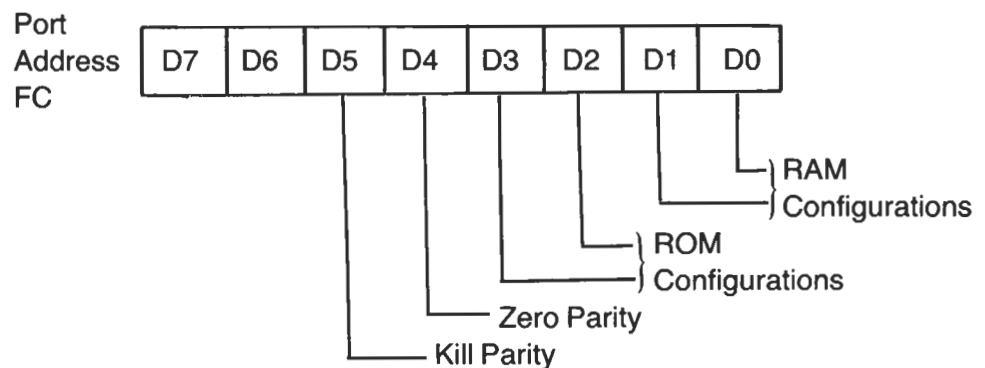 Port
Address
FC
D7 D6 D5 D4 D3 D2 D1 D0
RAM
Configurations
ROM
Configurations
Zero Parity
Kill Parity